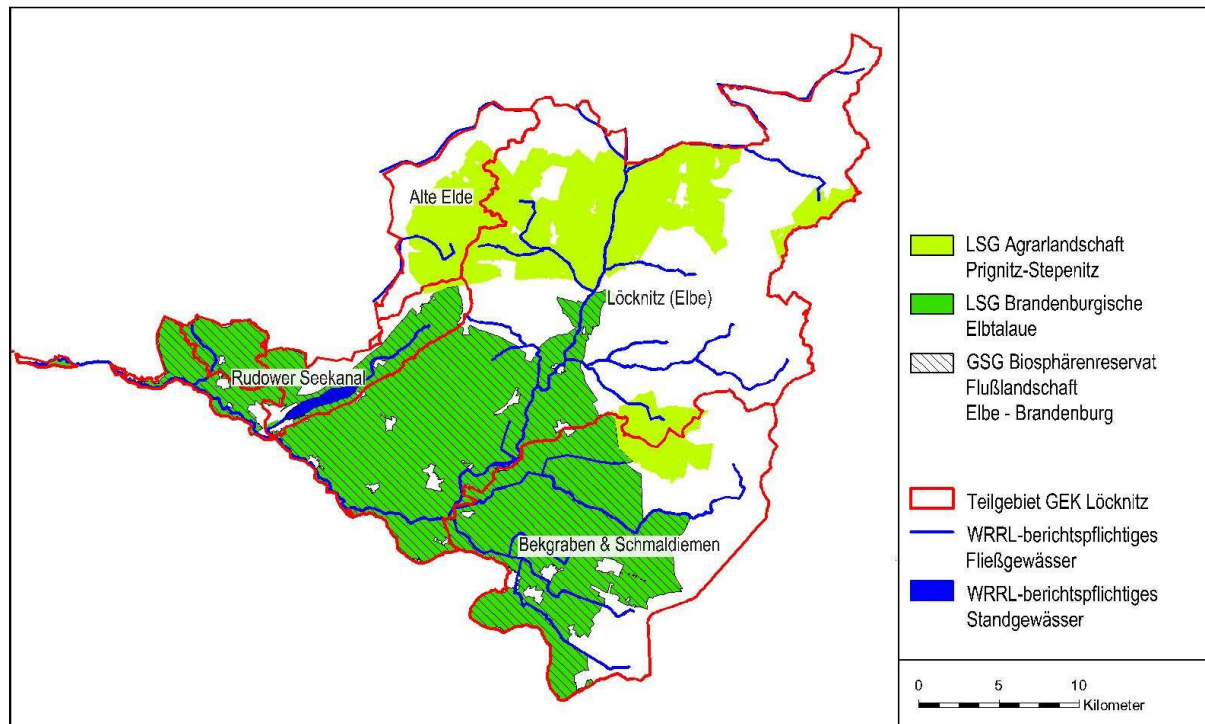 Alte Elde
Löcknitz (Elbe)
Rudower Seekanal
Bekgraben & Schmaldiemen
LSG Agrarlandschaft
Prignitz-Stepenitz
LSG Brandenburgische
Elbtalaue
GSG Biosphärenreservat
Flußlandschaft
Elbe - Brandenburg
Teilgebiet GEK Löcknitz
WRRL-berichtspflichtiges
Fließgewässer
WRRL-berichtspflichtiges
Standgewässer
0 5 10
Kilometer